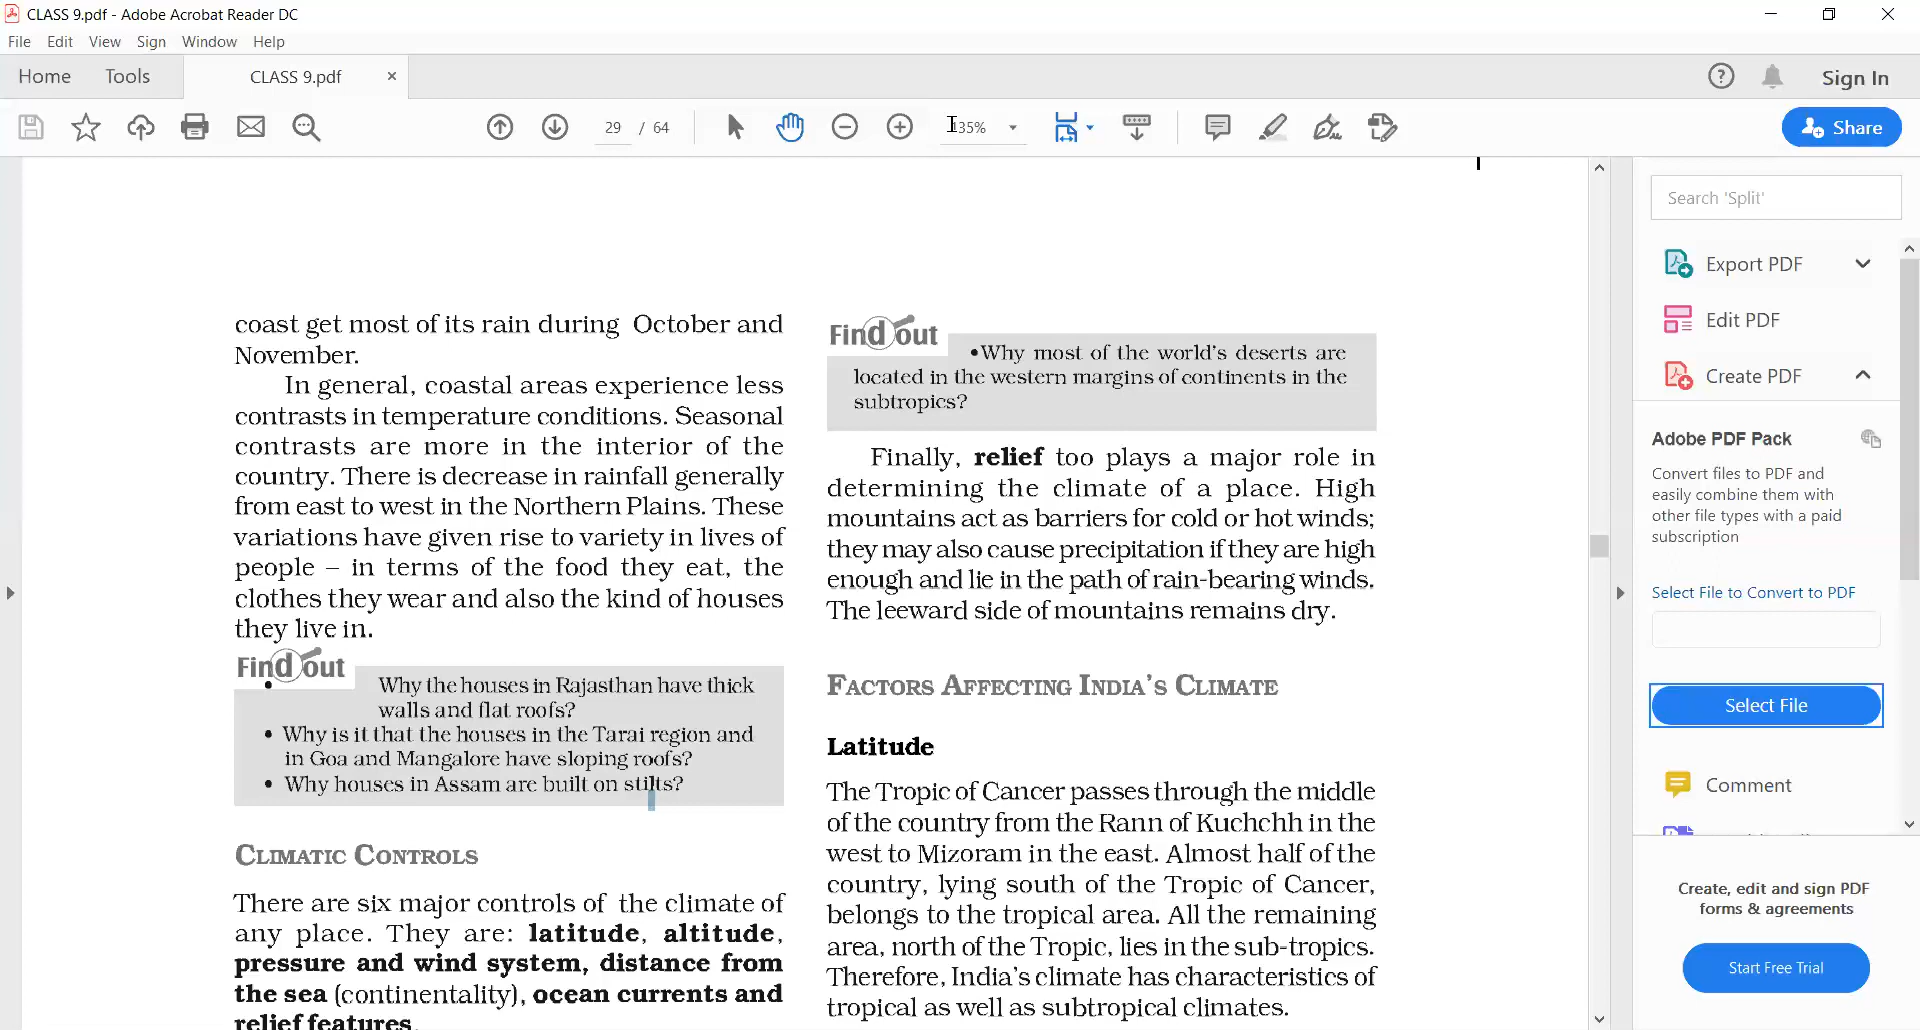 CLASS 9.pdf - Adobe Acrobat Reader DC
File Edit View Sign Window Help
Home Tools CLASS 9.pdf × Sign In
29 / 64 135% Share
coast get most of its rain during October and
November.
In general, coastal areas experience less
contrasts in temperature conditions. Seasonal
contrasts are more in the interior of the
country. There is decrease in rainfall generally
from east to west in the Northern Plains. These
variations have given rise to variety in lives of
people – in terms of the food they eat, the
clothes they wear and also the kind of houses
they live in.
Find out
• Why the houses in Rajasthan have thick
walls and flat roofs?
• Why is it that the houses in the Tarai region and
in Goa and Mangalore have sloping roofs?
• Why houses in Assam are built on stilts?
CLIMATIC CONTROLS
There are six major controls of the climate of
any place. They are: latitude, altitude,
pressure and wind system, distance from
the sea (continentality), ocean currents and
relief features.
Find out
•Why most of the world's deserts are
located in the western margins of continents in the
subtropics?
Finally, relief too plays a major role in
determining the climate of a place. High
mountains act as barriers for cold or hot winds;
they may also cause precipitation if they are high
enough and lie in the path of rain-bearing winds.
The leeward side of mountains remains dry.
FACTORS AFFECTING INDIA'S CLIMATE
Latitude
The Tropic of Cancer passes through the middle
of the country from the Rann of Kuchchh in the
west to Mizoram in the east. Almost half of the
country, lying south of the Tropic of Cancer,
belongs to the tropical area. All the remaining
area, north of the Tropic, lies in the sub-tropics.
Therefore, India's climate has characteristics of
tropical as well as subtropical climates.
Search 'Split'
Export PDF
Edit PDF
Create PDF
Adobe PDF Pack
Convert files to PDF and
easily combine them with
other file types with a paid
subscription
Select File to Convert to PDF
Select File
Comment
Create, edit and sign PDF
forms & agreements
Start Free Trial